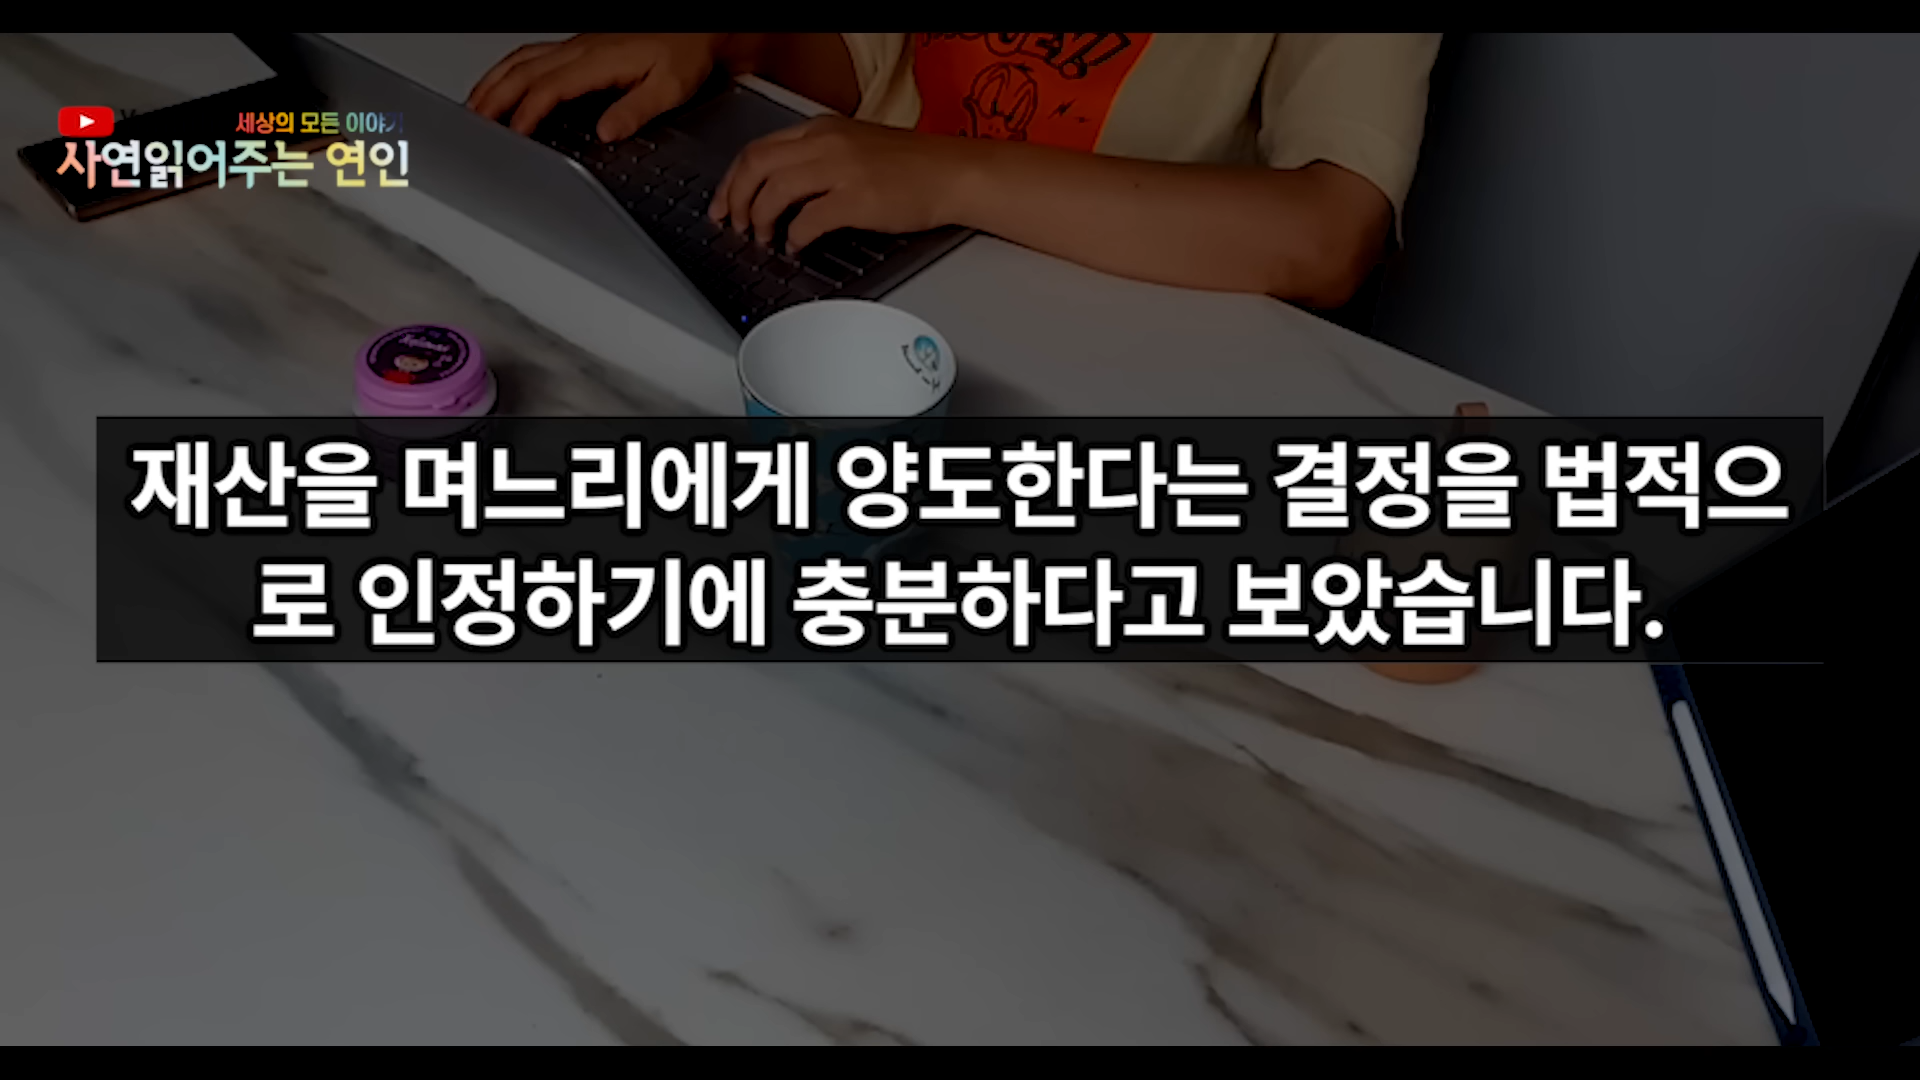 세상의 모든 이야기
사연읽어주는 연인
재산을 며느리에게 양도한다는 결정을 법적으
로 인정하기에 충분하다고 보았습니다.